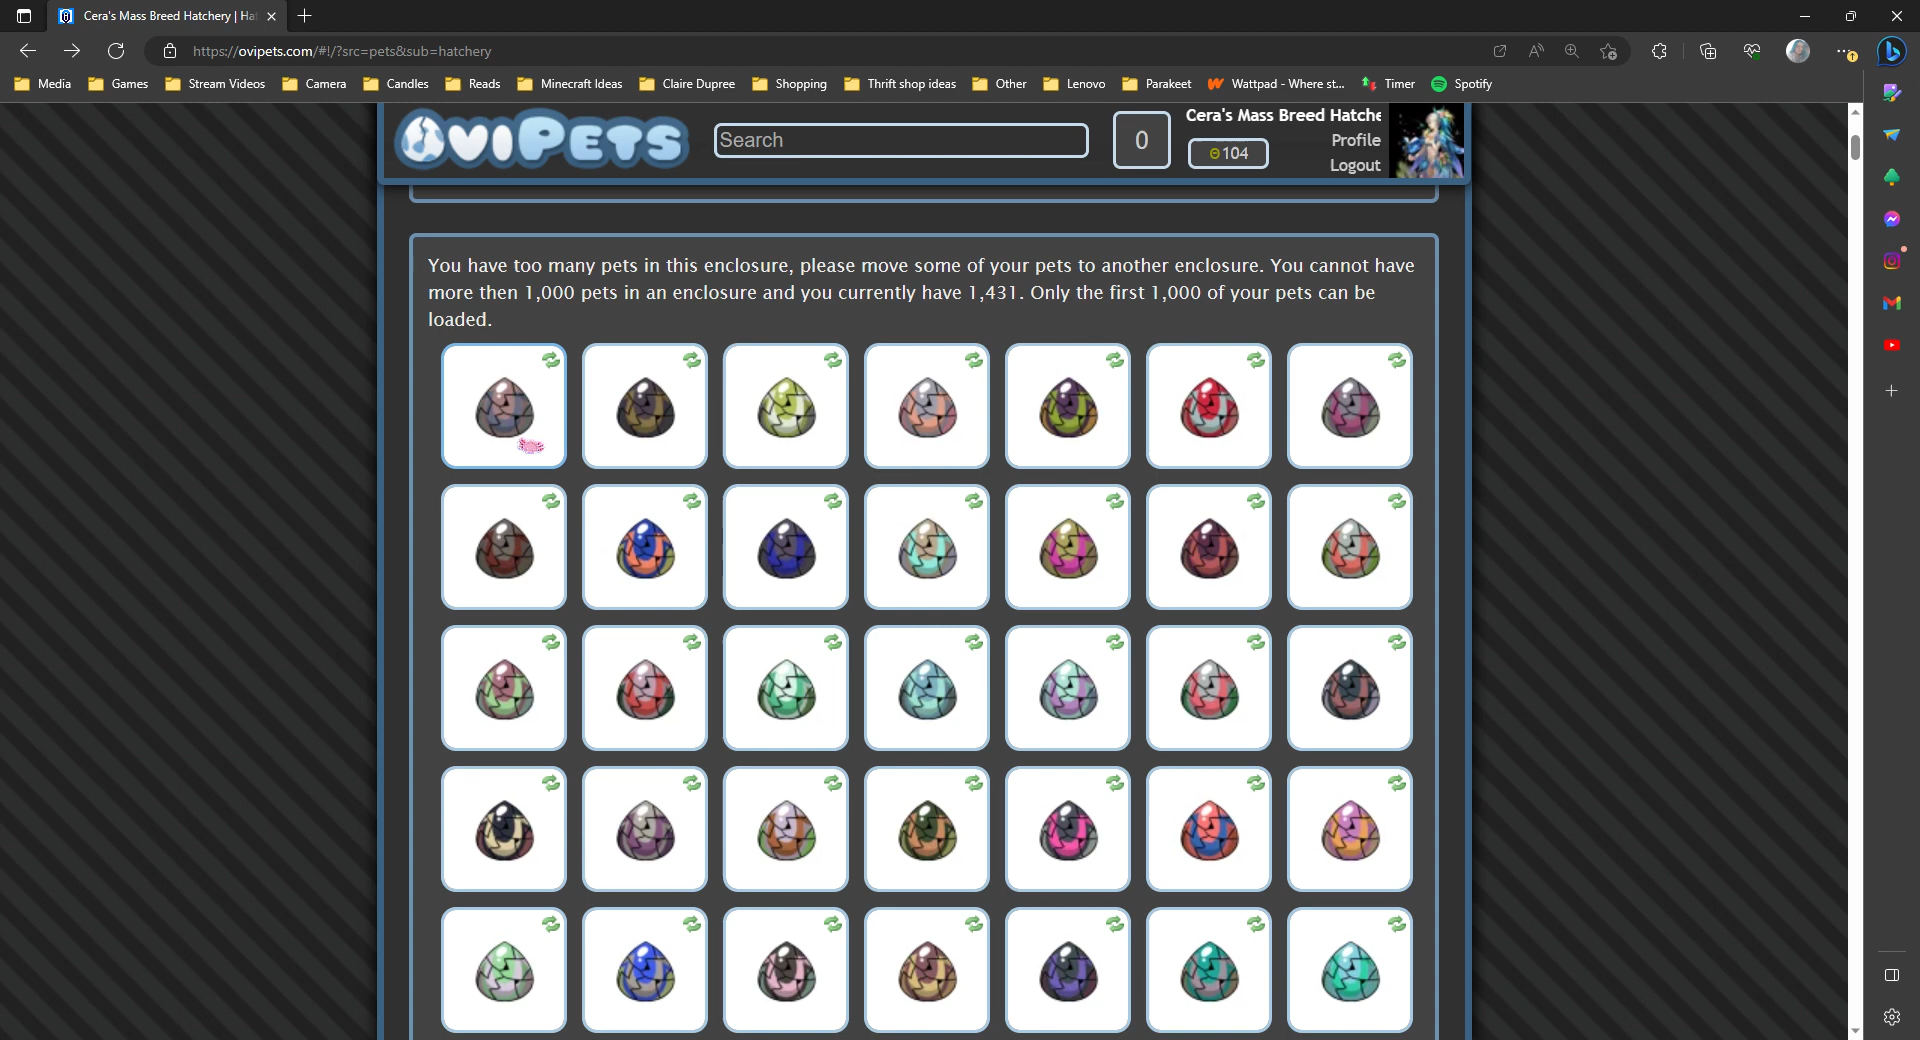 Cera's Mass Breed Hatchery | Hat
https://ovipets.com/#!/?src=pets&sub=hatchery
Media Games Stream Videos Camera Candles Reads Minecraft Ideas Claire Dupree Shopping Thrift shop ideas Other Lenovo Parakeet Wattpad - Where st... Timer Spotify
OviPets
Search
0
Cera's Mass Breed Hatche
104
Profile
Logout
You have too many pets in this enclosure, please move some of your pets to another enclosure. You cannot have
more then 1,000 pets in an enclosure and you currently have 1,431. Only the first 1,000 of your pets can be
loaded.